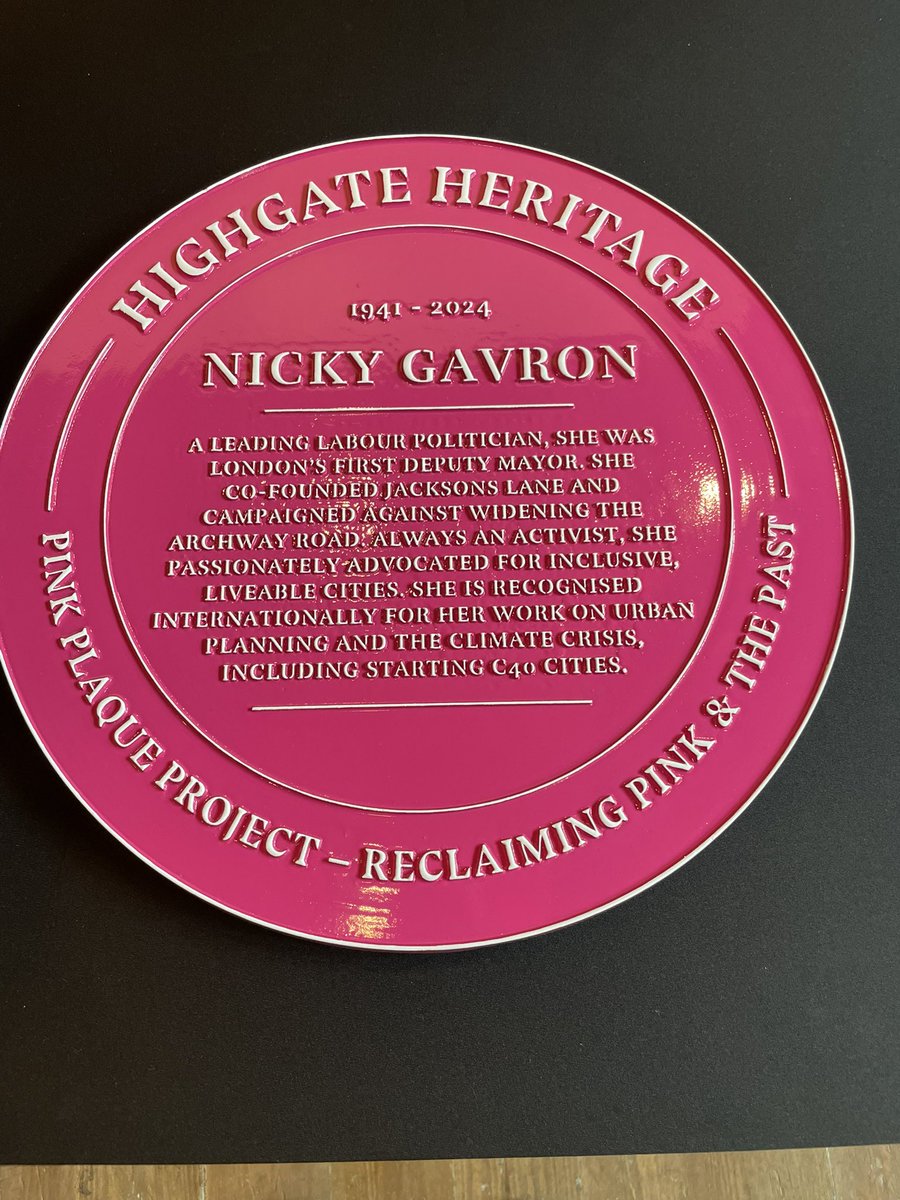 HIGHGATE HERITAGE
1941 - 2024
NICKY GAVRON
A LEADING LABOUR POLITICIAN, SHE WAS
LONDON'S FIRST DEPUTY MAYOR. SHE
CO-FOUNDED JACKSONS LANE AND
CAMPAIGNED AGAINST WIDENING THE
ARCHWAY ROAD. ALWAYS AN ACTIVIST, SHE
PASSIONATELY ADVOCATED FOR INCLUSIVE,
LIVEABLE CITIES. SHE IS RECOGNISED
INTERNATIONALLY FOR HER WORK ON URBAN
PLANNING AND THE CLIMATE CRISIS,
INCLUDING STARTING C40 CITIES.
PINK PLAQUE PROJECT – RECLAIMING PINK & THE PAST